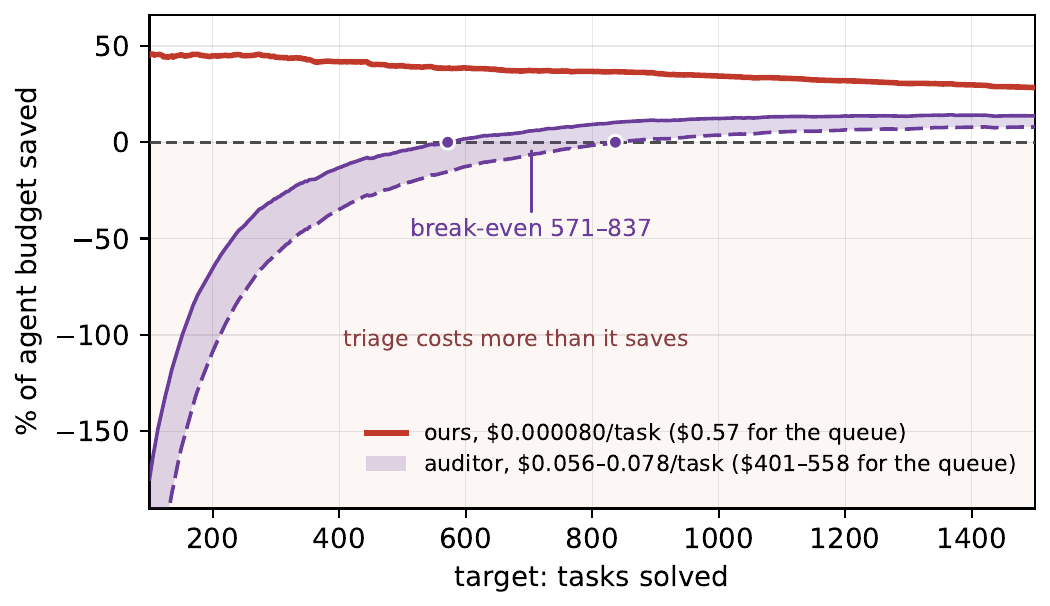 % of agent budget saved
50
0
−50
−100
−150
break-even 571–837
triage costs more than it saves
ours, $0.000080/task ($0.57 for the queue)
auditor, $0.056–0.078/task ($401–558 for the queue)
200 400 600 800 1000 1200 1400
target: tasks solved